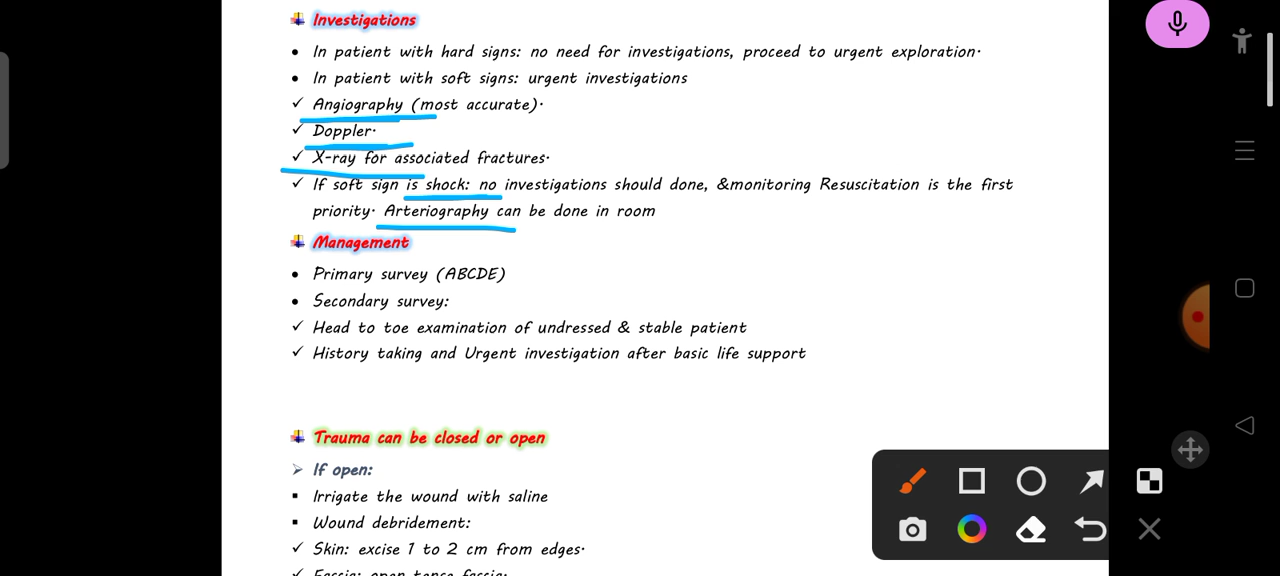 Investigations
• In patient with hard signs: no need for investigations, proceed to urgent exploration.
• In patient with soft signs: urgent investigations
✓ Angiography (most accurate).
✓ Doppler.
✓ X-ray for associated fractures.
✓ If soft sign is shock: no investigations should done, &monitoring Resuscitation is the first
priority. Arteriography can be done in room
Management
• Primary survey (ABCDE)
• Secondary survey:
✓ Head to toe examination of undressed & stable patient
✓ History taking and Urgent investigation after basic life support
Trauma can be closed or open
➢ If open:
▪ Irrigate the wound with saline
▪ Wound debridement:
✓ Skin: excise 1 to 2 cm from edges.
✓ Fascia: open tense fascia.